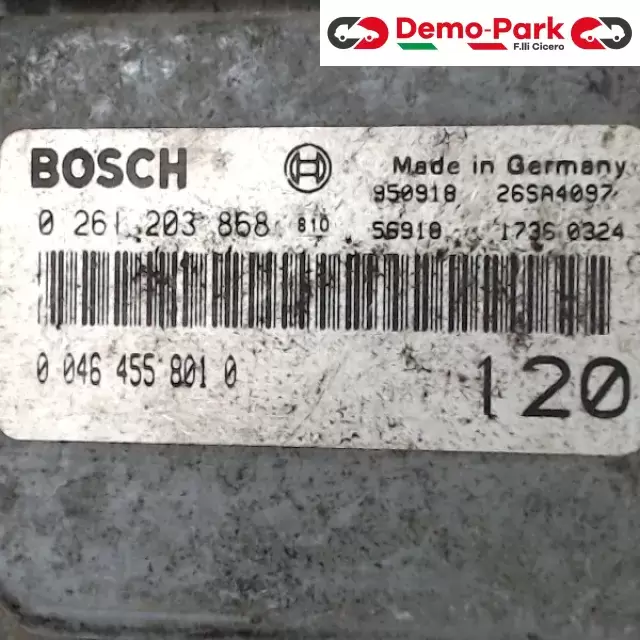 Demo-Park
F.lli Cicero
BOSCH Made in Germany
850918 26SA4097
0 261 203 868 810 56918 1736 0324
0 046 455 801 0 120